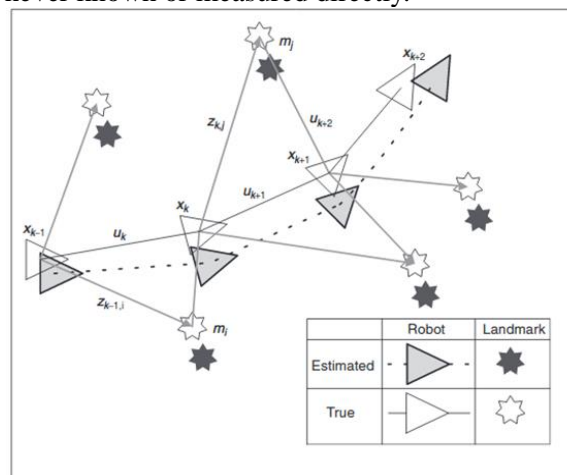 never known or measured directly.
m_j
x_{k+2}
z_{k,j}
u_{k+2}
x_{k+1}
x_k
u_{k+1}
x_{k-1}
u_k
z_{k-1,i}
m_i
Robot Landmark
Estimated
True